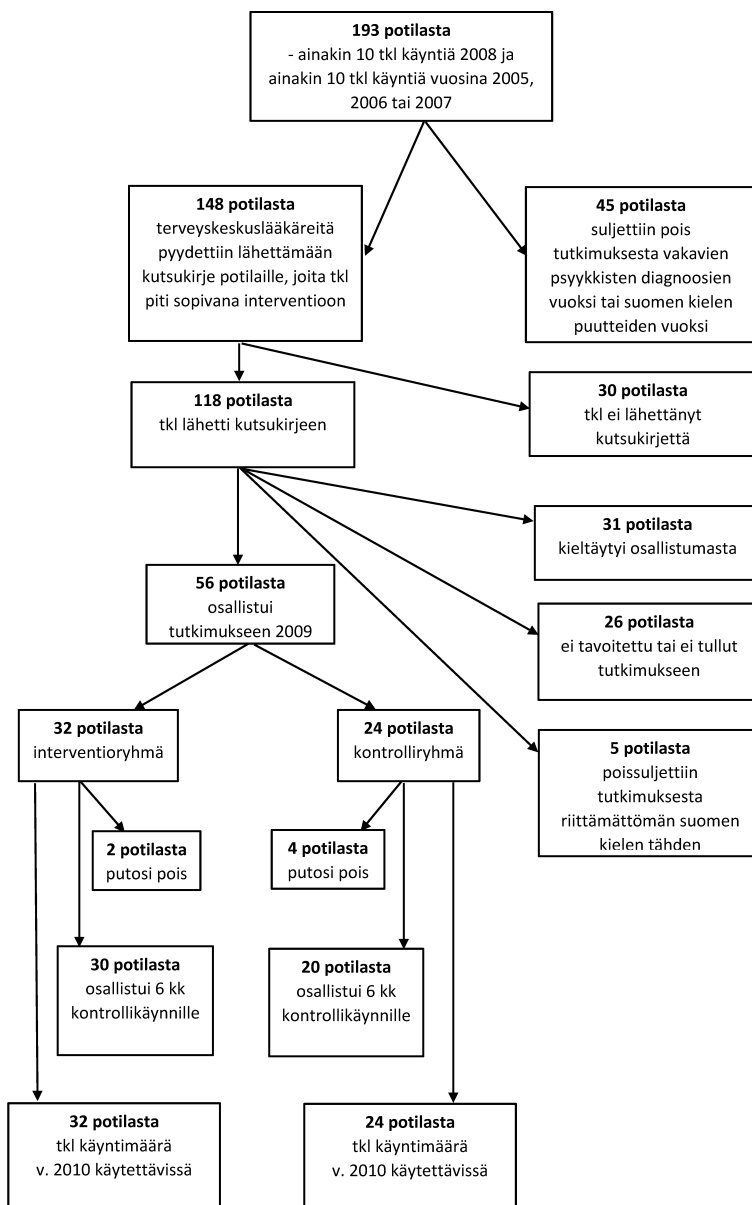 193 potilasta
- ainakin 10 tkl käyntiä 2008 ja
ainakin 10 tkl käyntiä vuosina 2005,
2006 tai 2007
148 potilasta
terveyskeskuslääkäreitä
pyydettiin lähettämään
kutsukirje potilaille, joita tkl
piti sopivana interventioon
45 potilasta
suljettiin pois
tutkimuksesta vakavien
psyykkisten diagnoosien
vuoksi tai suomen kielen
puutteiden vuoksi
118 potilasta
tkl lähetti kutsukirjeen
30 potilasta
tkl ei lähettänyt
kutsukirjettä
31 potilasta
kieltäytyi osallistumasta
56 potilasta
osallistui
tutkimukseen 2009
26 potilasta
ei tavoitettu tai ei tullut
tutkimukseen
32 potilasta
interventioryhmä
24 potilasta
kontrolliryhmä
5 potilasta
poissuljettiin
tutkimuksesta
riittämättömän suomen
kielen tähden
2 potilasta
putosi pois
4 potilasta
putosi pois
30 potilasta
osallistui 6 kk
kontrollikäynnille
20 potilasta
osallistui 6 kk
kontrollikäynnille
32 potilasta
tkl käyntimäärä
v. 2010 käytettävissä
24 potilasta
tkl käyntimäärä
v. 2010 käytettävissä